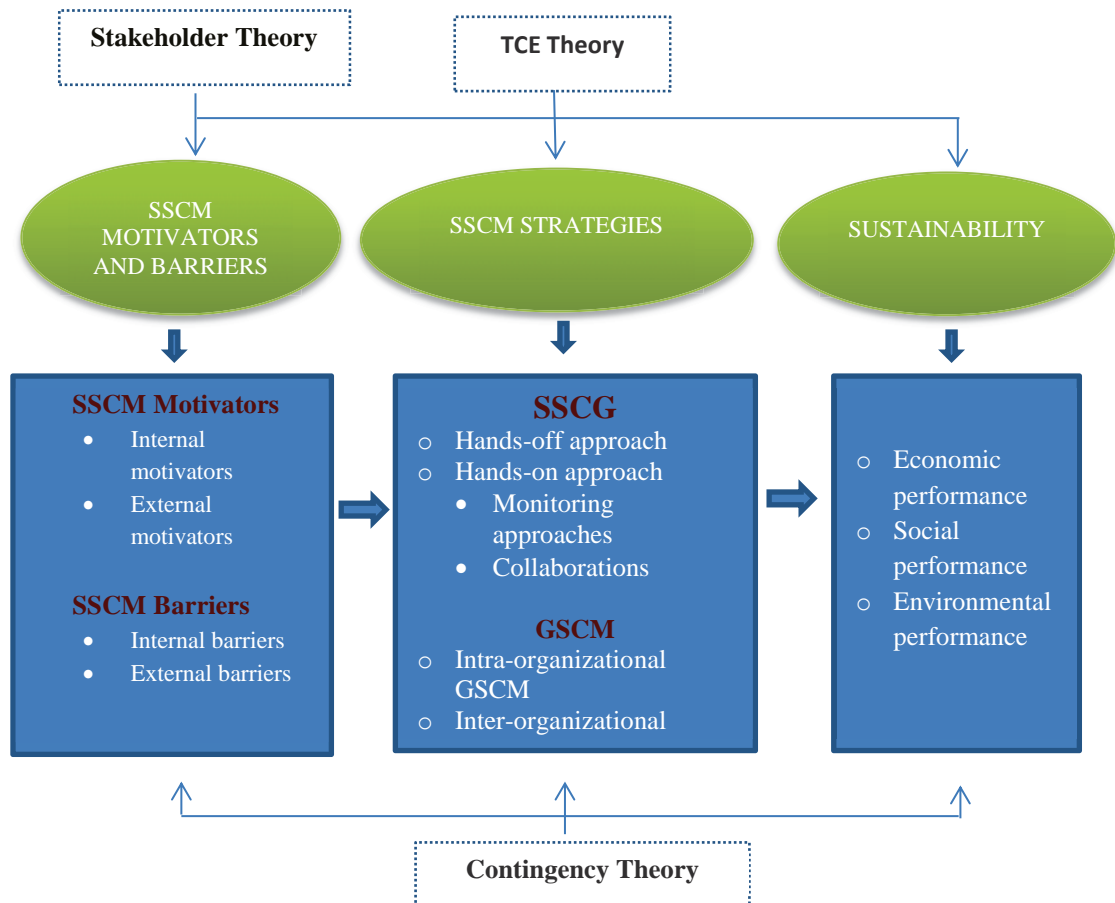 Stakeholder Theory
TCE Theory
SSCM
MOTIVATORS
AND BARRIERS
SSCM STRATEGIES
SUSTAINABILITY
SSCM Motivators
• Internal
motivators
• External
motivators
SSCM Barriers
• Internal barriers
• External barriers
SSCG
o Hands-off approach
o Hands-on approach
• Monitoring
approaches
• Collaborations
GSCM
o Intra-organizational
GSCM
o Inter-organizational
o Economic
performance
o Social
performance
o Environmental
performance
Contingency Theory